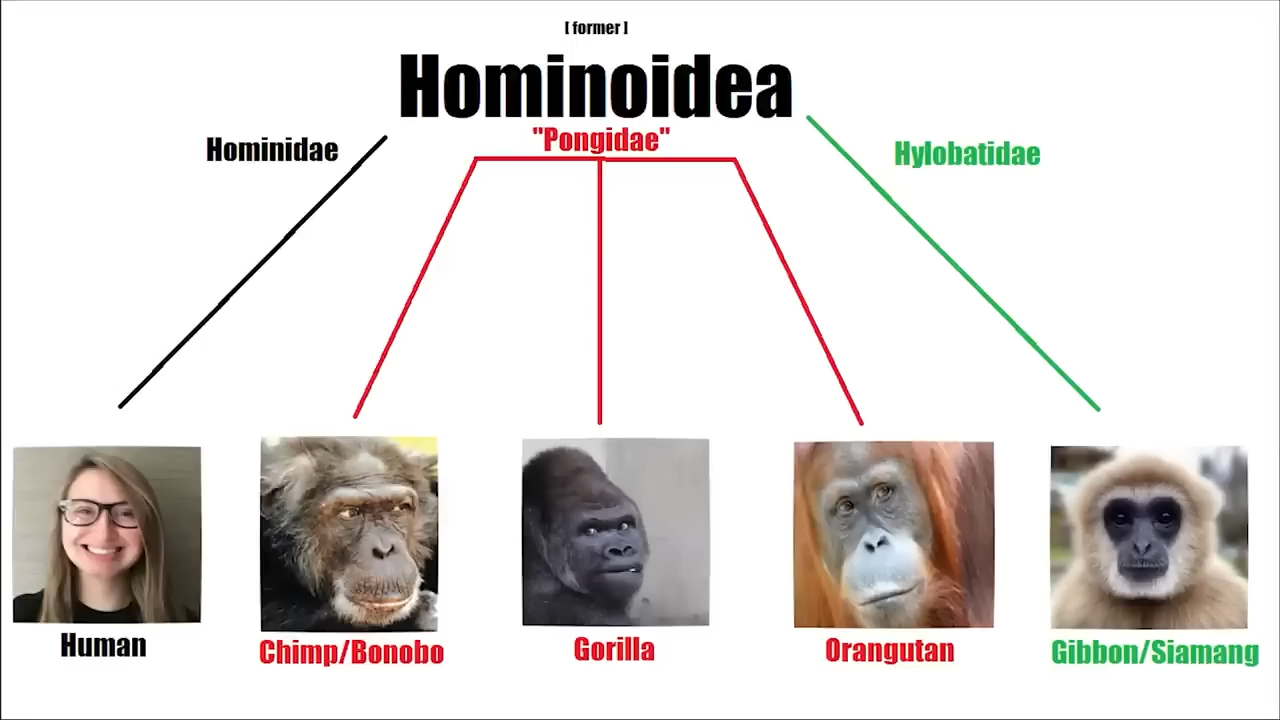 [ former ]
Hominoidea
"Pongidae"
Hominidae
Hylobatidae
Human
Chimp/Bonobo
Gorilla
Orangutan
Gibbon/Siamang